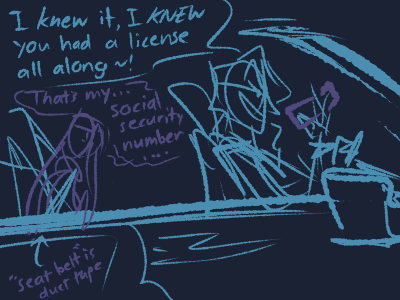 I knew it, I KNEW
you had a license
all along~!
That's my...
social
security
number
....
"seat belt is
duct tape